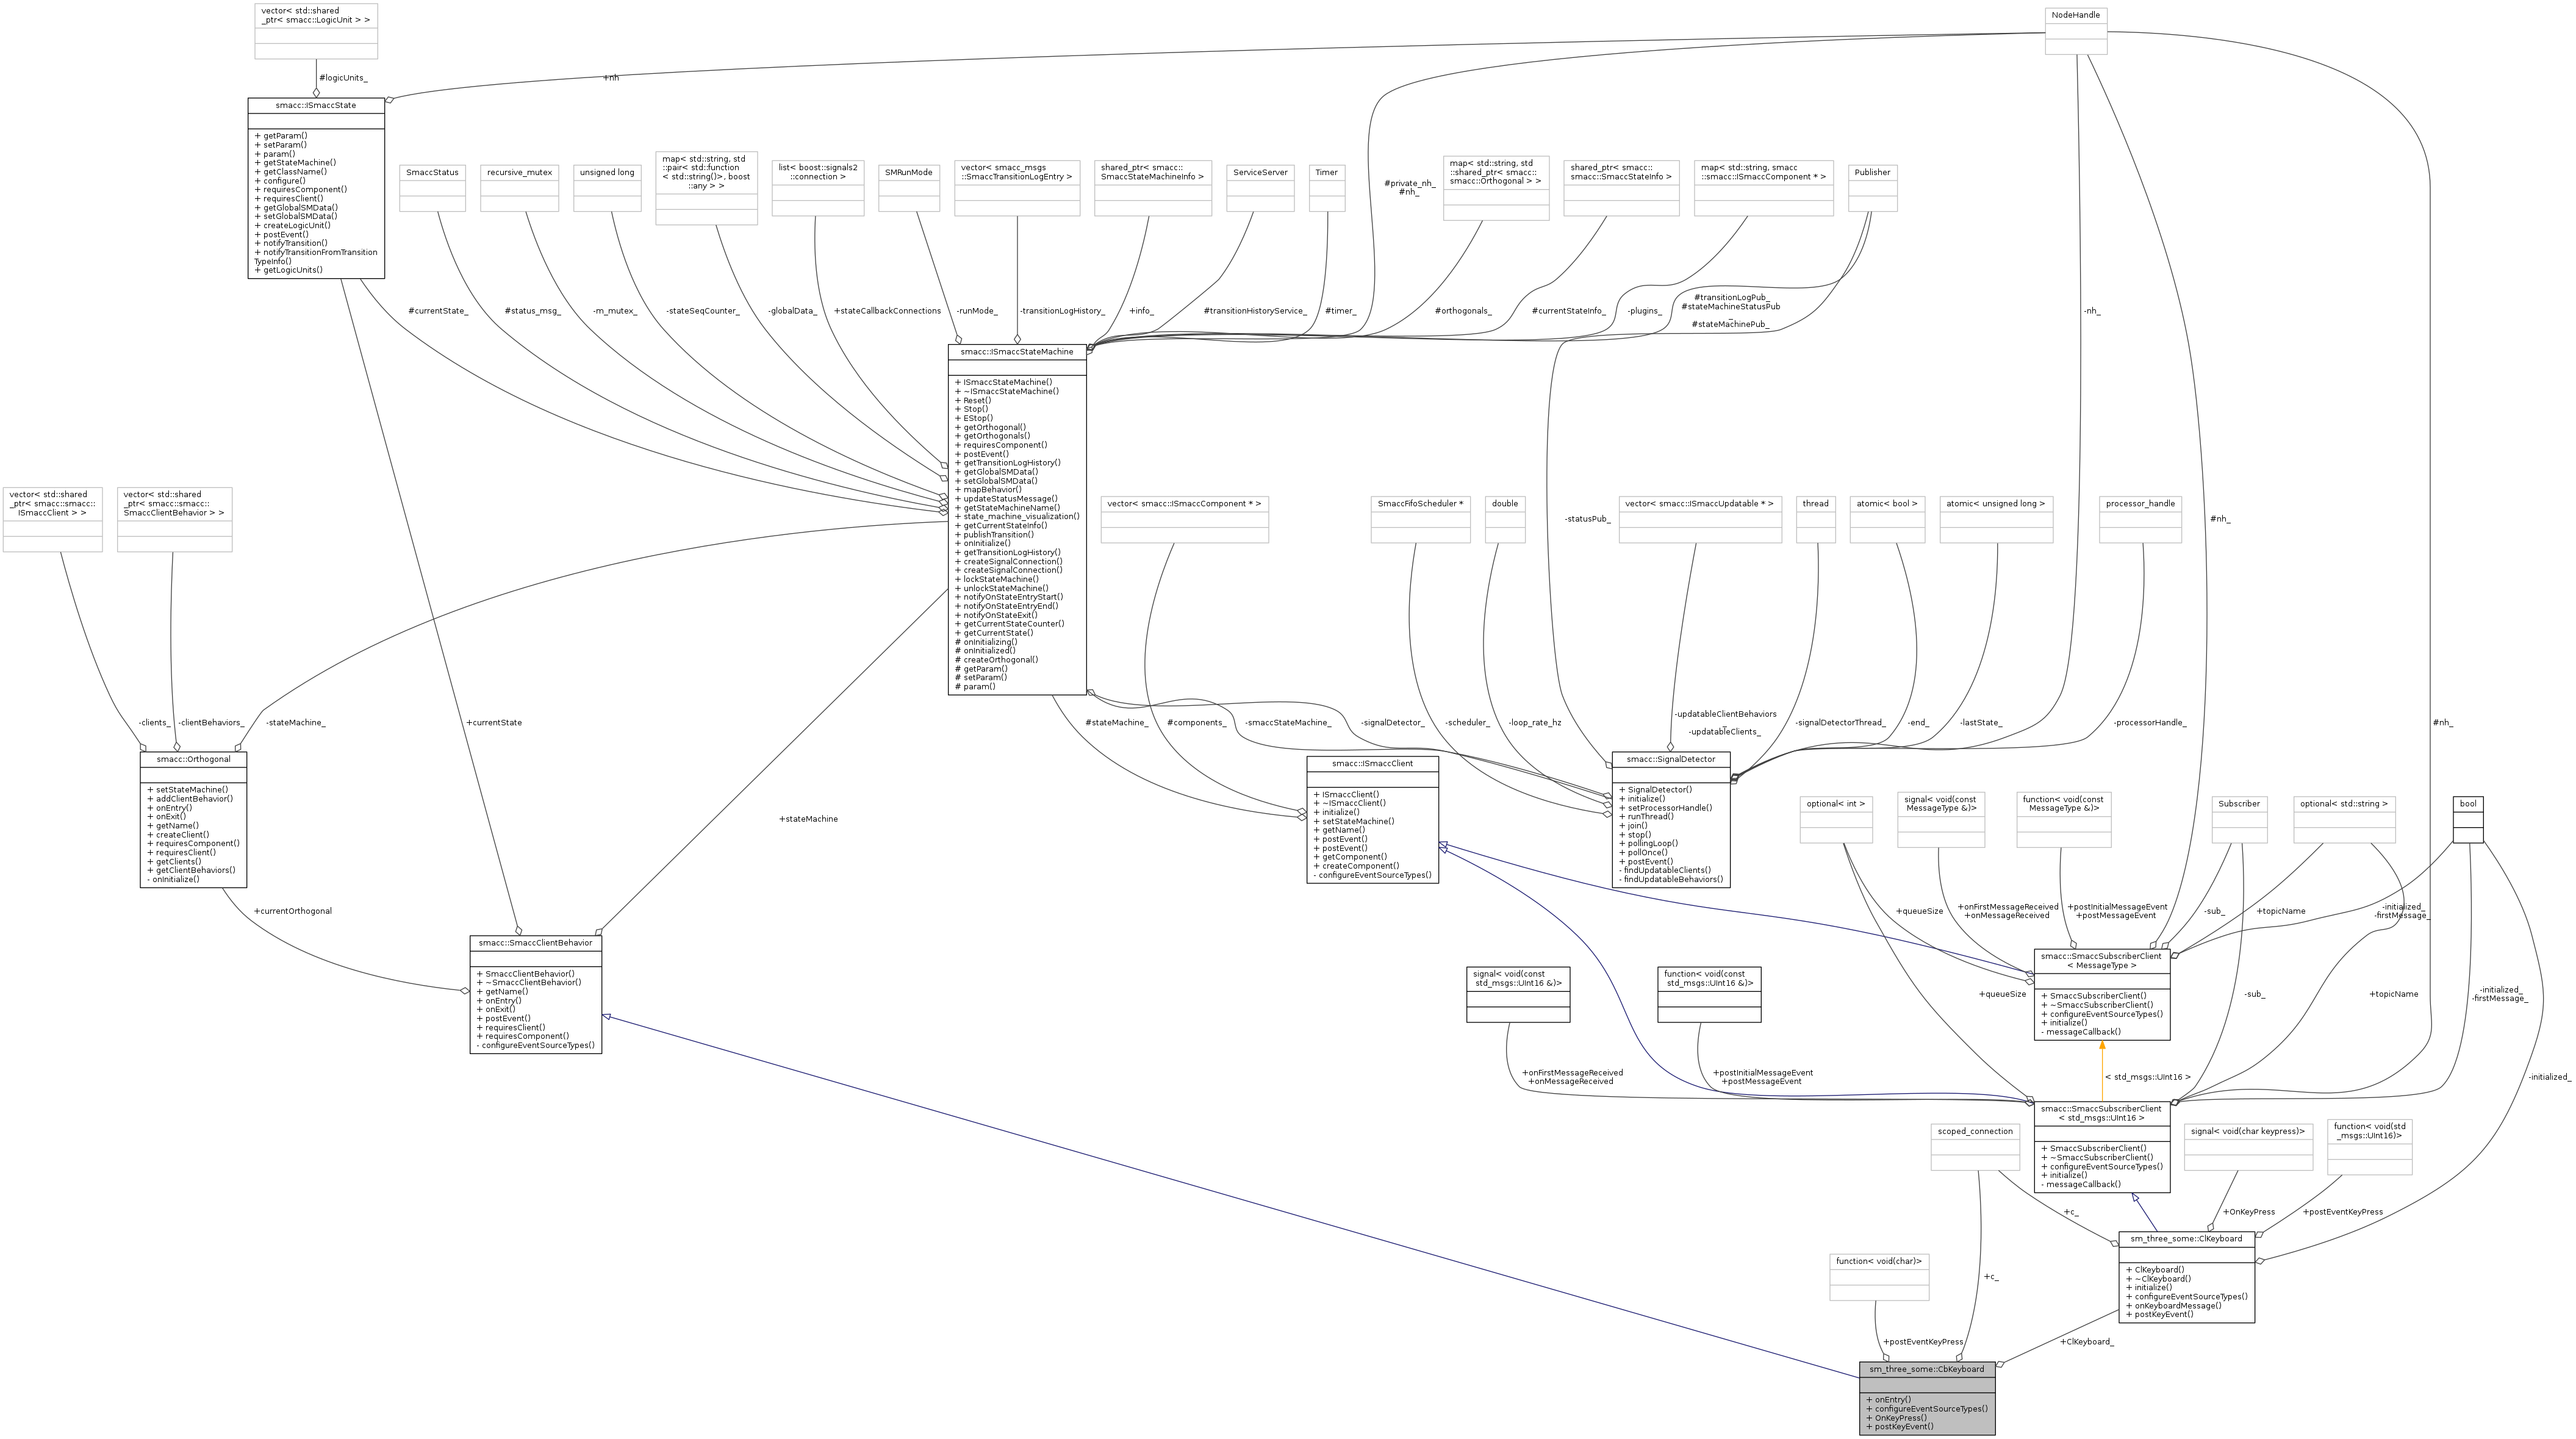 vector< std::shared
_ptr< smacc::LogicUnit > >
NodeHandle
#logicUnits_
+nh
smacc::ISmaccState
+ getParam()
+ setParam()
+ param()
+ getStateMachine()
+ getClassName()
+ configure()
+ requiresComponent()
+ requiresClient()
+ getGlobalSMData()
+ setGlobalSMData()
+ createLogicUnit()
+ postEvent()
+ notifyTransition()
+ notifyTransitionFromTransition
TypeInfo()
+ getLogicUnits()
SmaccStatus
recursive_mutex
unsigned long
map< std::string, std
::pair< std::function
< std::string()>, boost
::any > >
list< boost::signals2
::connection >
SMRunMode
vector< smacc_msgs
::SmaccTransitionLogEntry >
shared_ptr< smacc::
SmaccStateMachineInfo >
ServiceServer
Timer
#private_nh_
#nh_
map< std::string, std
::shared_ptr< smacc::
smacc::Orthogonal > >
shared_ptr< smacc::
smacc::SmaccStateInfo >
map< std::string, smacc
::smacc::ISmaccComponent * >
Publisher
#currentState_
#status_msg_
-m_mutex_
-stateSeqCounter_
-globalData_
+stateCallbackConnections
-runMode_
-transitionLogHistory_
+info_
#transitionHistoryService_
#timer_
#orthogonals_
#currentStateInfo_
-plugins_
#transitionLogPub_
#stateMachineStatusPub
_
#stateMachinePub_
-nh_
smacc::ISmaccStateMachine
+ ISmaccStateMachine()
+ ~ISmaccStateMachine()
+ Reset()
+ Stop()
+ EStop()
+ getOrthogonal()
+ getOrthogonals()
+ requiresComponent()
+ postEvent()
+ getTransitionLogHistory()
+ getGlobalSMData()
+ setGlobalSMData()
+ mapBehavior()
+ updateStatusMessage()
+ getStateMachineName()
+ state_machine_visualization()
+ getCurrentStateInfo()
+ publishTransition()
+ onInitialize()
+ getTransitionLogHistory()
+ createSignalConnection()
+ createSignalConnection()
+ lockStateMachine()
+ unlockStateMachine()
+ notifyOnStateEntryStart()
+ notifyOnStateEntryEnd()
+ notifyOnStateExit()
+ getCurrentStateCounter()
+ getCurrentState()
# onInitializing()
# onInitialized()
# createOrthogonal()
# getParam()
# setParam()
# param()
vector< std::shared
_ptr< smacc::smacc::
ISmaccClient > >
vector< std::shared
_ptr< smacc::smacc::
SmaccClientBehavior > >
vector< smacc::ISmaccComponent * >
SmaccFifoScheduler *
double
-statusPub_
vector< smacc::ISmaccUpdatable * >
thread
atomic< bool >
atomic< unsigned long >
processor_handle
#nh_
-clients_
-clientBehaviors_
-stateMachine_
+currentState
#stateMachine_
#components_
-smaccStateMachine_
-signalDetector_
-scheduler_
-loop_rate_hz
-updatableClientBehaviors
_
-updatableClients_
-signalDetectorThread_
-end_
-lastState_
-processorHandle_
#nh_
smacc::Orthogonal
+ setStateMachine()
+ addClientBehavior()
+ onEntry()
+ onExit()
+ getName()
+ createClient()
+ requiresComponent()
+ requiresClient()
+ getClients()
+ getClientBehaviors()
- onInitialize()
+stateMachine
smacc::ISmaccClient
+ ISmaccClient()
+ ~ISmaccClient()
+ initialize()
+ setStateMachine()
+ getName()
+ postEvent()
+ postEvent()
+ getComponent()
+ createComponent()
- configureEventSourceTypes()
smacc::SignalDetector
+ SignalDetector()
+ initialize()
+ setProcessorHandle()
+ runThread()
+ join()
+ stop()
+ pollingLoop()
+ pollOnce()
+ postEvent()
- findUpdatableClients()
- findUpdatableBehaviors()
optional< int >
signal< void(const
MessageType &)>
function< void(const
MessageType &)>
Subscriber
optional< std::string >
bool
+currentOrthogonal
+queueSize
+onFirstMessageReceived
+onMessageReceived
+postInitialMessageEvent
+postMessageEvent
-sub_
+topicName
-initialized_
-firstMessage_
smacc::SmaccClientBehavior
+ SmaccClientBehavior()
+ ~SmaccClientBehavior()
+ getName()
+ onEntry()
+ onExit()
+ postEvent()
+ requiresClient()
+ requiresComponent()
- configureEventSourceTypes()
signal< void(const
std_msgs::UInt16 &)>
function< void(const
std_msgs::UInt16 &)>
smacc::SmaccSubscriberClient
< MessageType >
+ SmaccSubscriberClient()
+ ~SmaccSubscriberClient()
+ configureEventSourceTypes()
+ initialize()
- messageCallback()
+queueSize
-sub_
+topicName
-initialized_
-firstMessage_
+onFirstMessageReceived
+onMessageReceived
+postInitialMessageEvent
+postMessageEvent
< std_msgs::UInt16 >
-initialized_
smacc::SmaccSubscriberClient
< std_msgs::UInt16 >
+ SmaccSubscriberClient()
+ ~SmaccSubscriberClient()
+ configureEventSourceTypes()
+ initialize()
- messageCallback()
scoped_connection
signal< void(char keypress)>
function< void(std
_msgs::UInt16)>
+c_
+OnKeyPress
+postEventKeyPress
sm_three_some::ClKeyboard
+ ClKeyboard()
+ ~ClKeyboard()
+ initialize()
+ configureEventSourceTypes()
+ onKeyboardMessage()
+ postKeyEvent()
function< void(char)>
+c_
+postEventKeyPress
+ClKeyboard_
sm_three_some::CbKeyboard
+ onEntry()
+ configureEventSourceTypes()
+ OnKeyPress()
+ postKeyEvent()